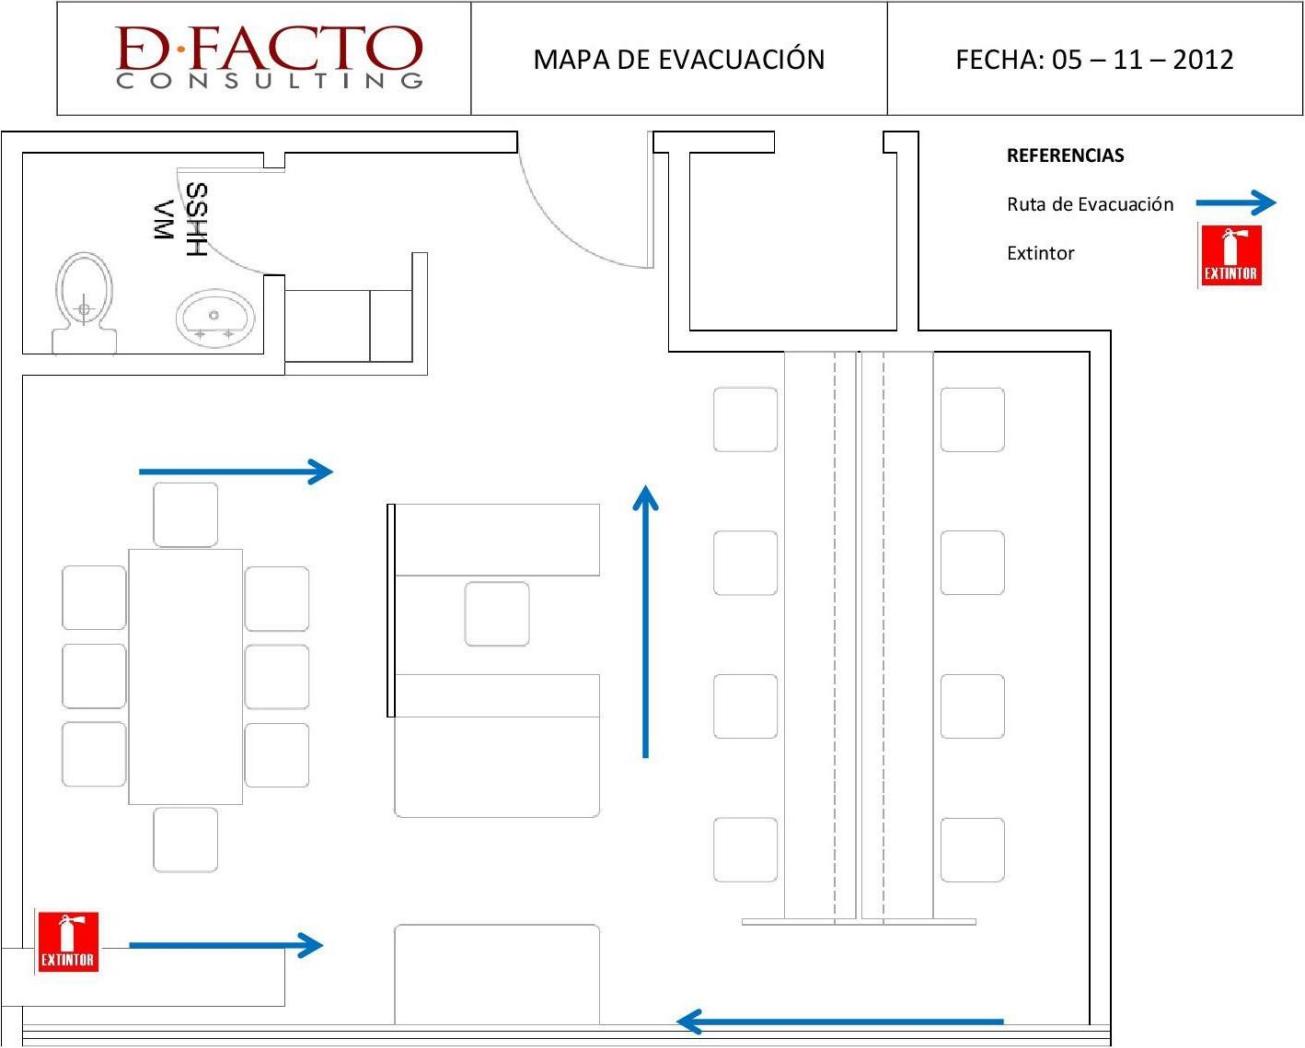 D·FACTO
CONSULTING
MAPA DE EVACUACIÓN
FECHA: 05 – 11 – 2012
REFERENCIAS
Ruta de Evacuación
Extintor
EXTINTOR
SSHH
VM
EXTINTOR